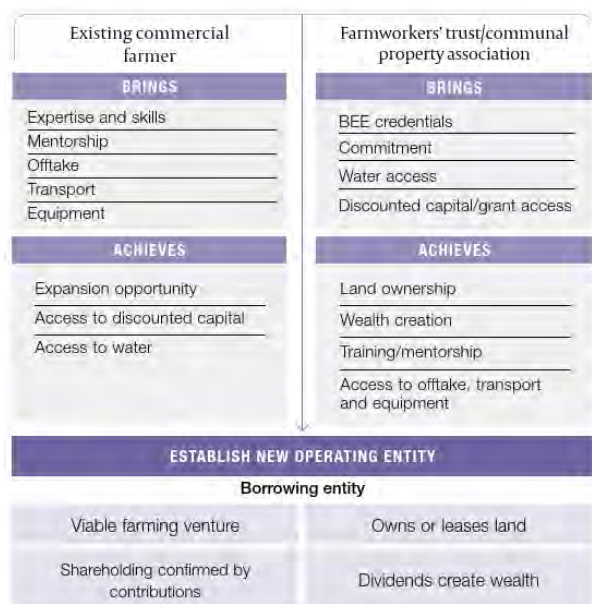 Existing commercial
farmer
BRINGS
Expertise and skills
Mentorship
Offtake
Transport
Equipment
ACHIEVES
Expansion opportunity
Access to discounted capital
Access to water
Farmworkers' trust/communal
property association
BRINGS
BEE credentials
Commitment
Water access
Discounted capital/grant access
ACHIEVES
Land ownership
Wealth creation
Training/mentorship
Access to offtake, transport
and equipment
ESTABLISH NEW OPERATING ENTITY
Borrowing entity
Viable farming venture
Owns or leases land
Shareholding confirmed by
contributions
Dividends create wealth